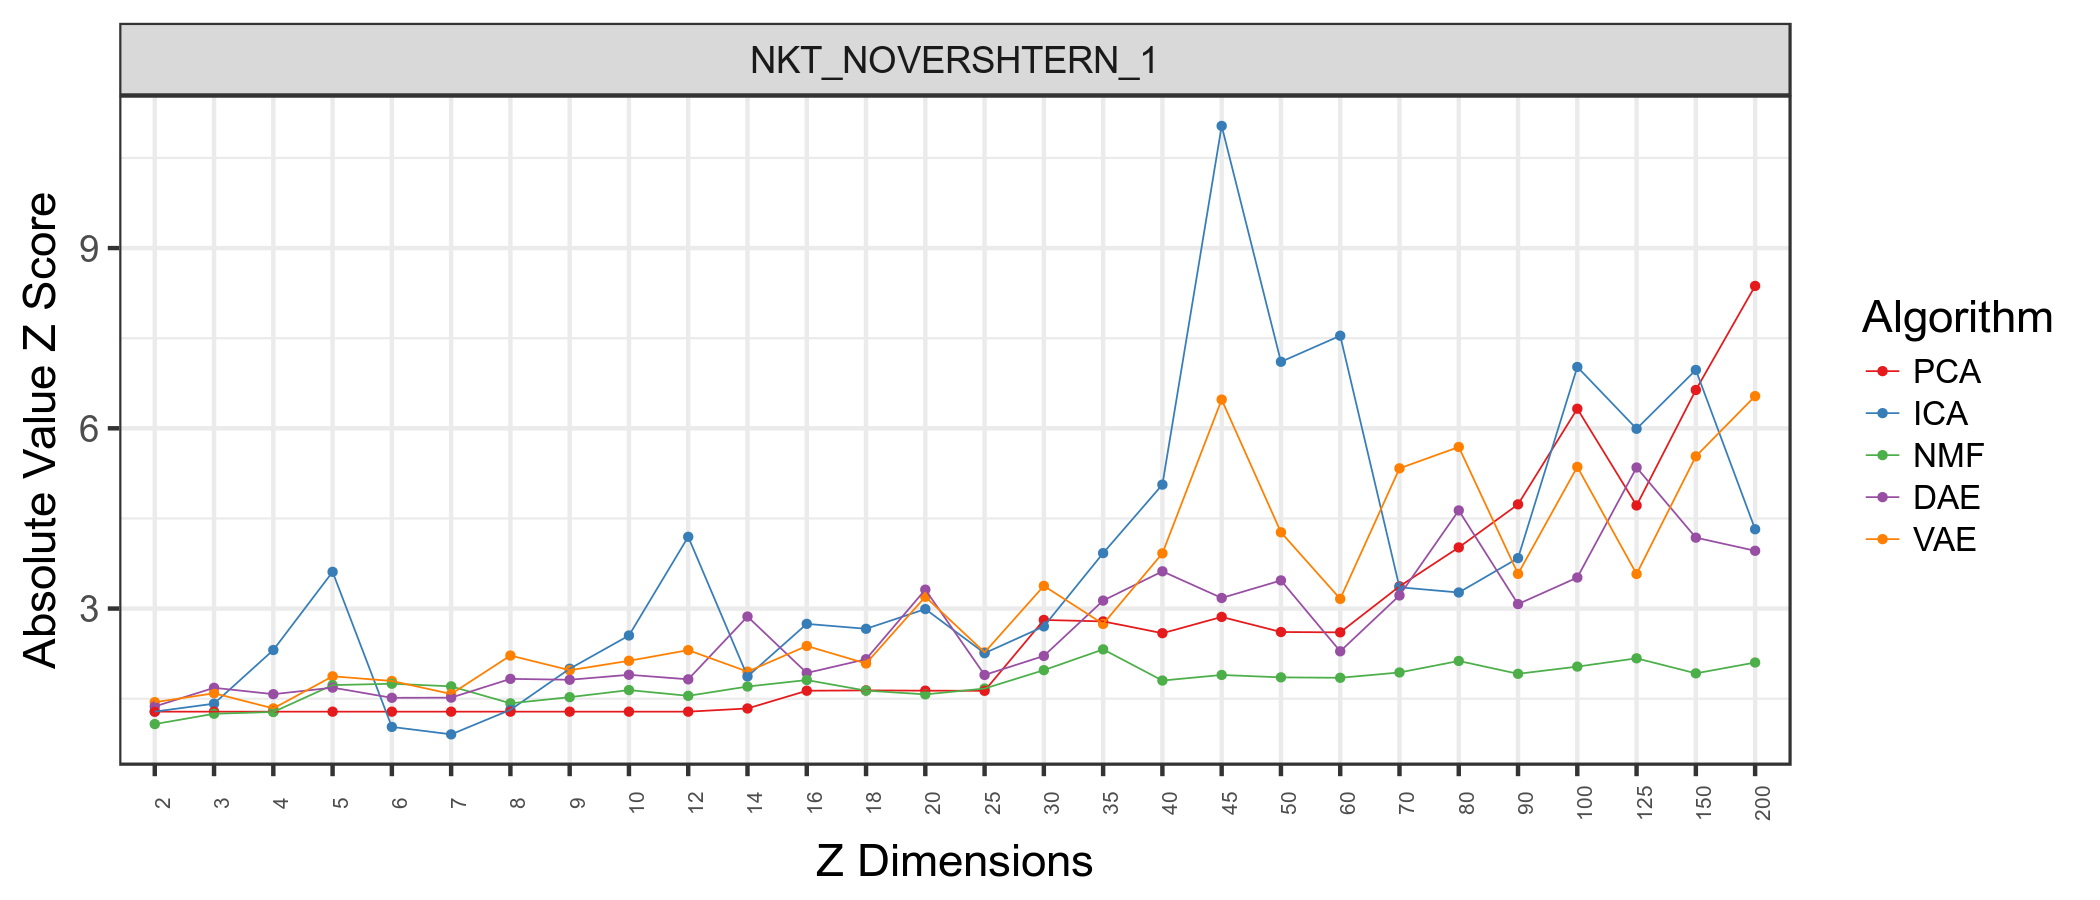 NKT_NOVERSHTERN_1
Absolute Value Z Score
9
6
3
2 3 4 5 6 7 8 9 10 12 14 16 18 20 25 30 35 40 45 50 60 70 80 90 100 125 150 200
Z Dimensions
Algorithm
PCA
ICA
NMF
DAE
VAE